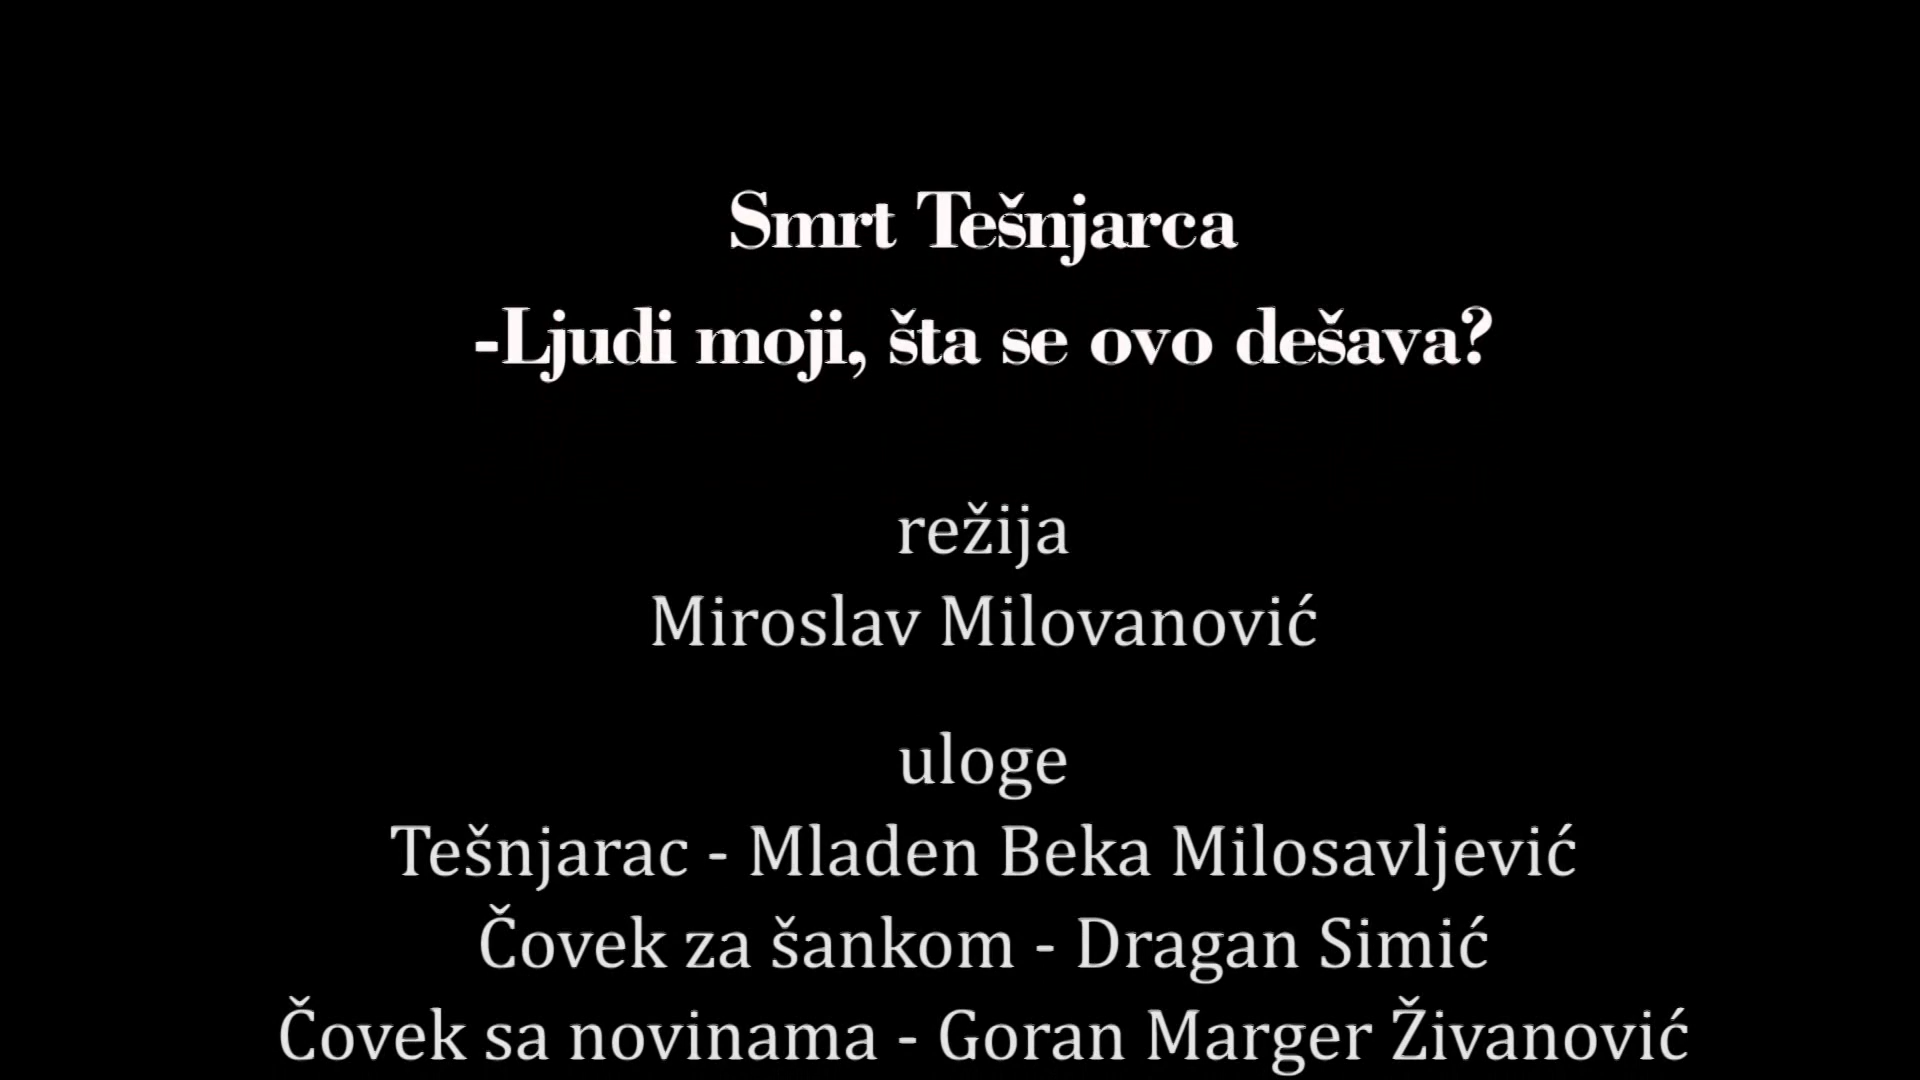 Smrt Tešnjarca
-Ljudi moji, šta se ovo dešava?
režija
Miroslav Milovanović
uloge
Tešnjarac - Mladen Beka Milosavljević
Čovek za šankom - Dragan Simić
Čovek sa novinama - Goran Marger Živanović